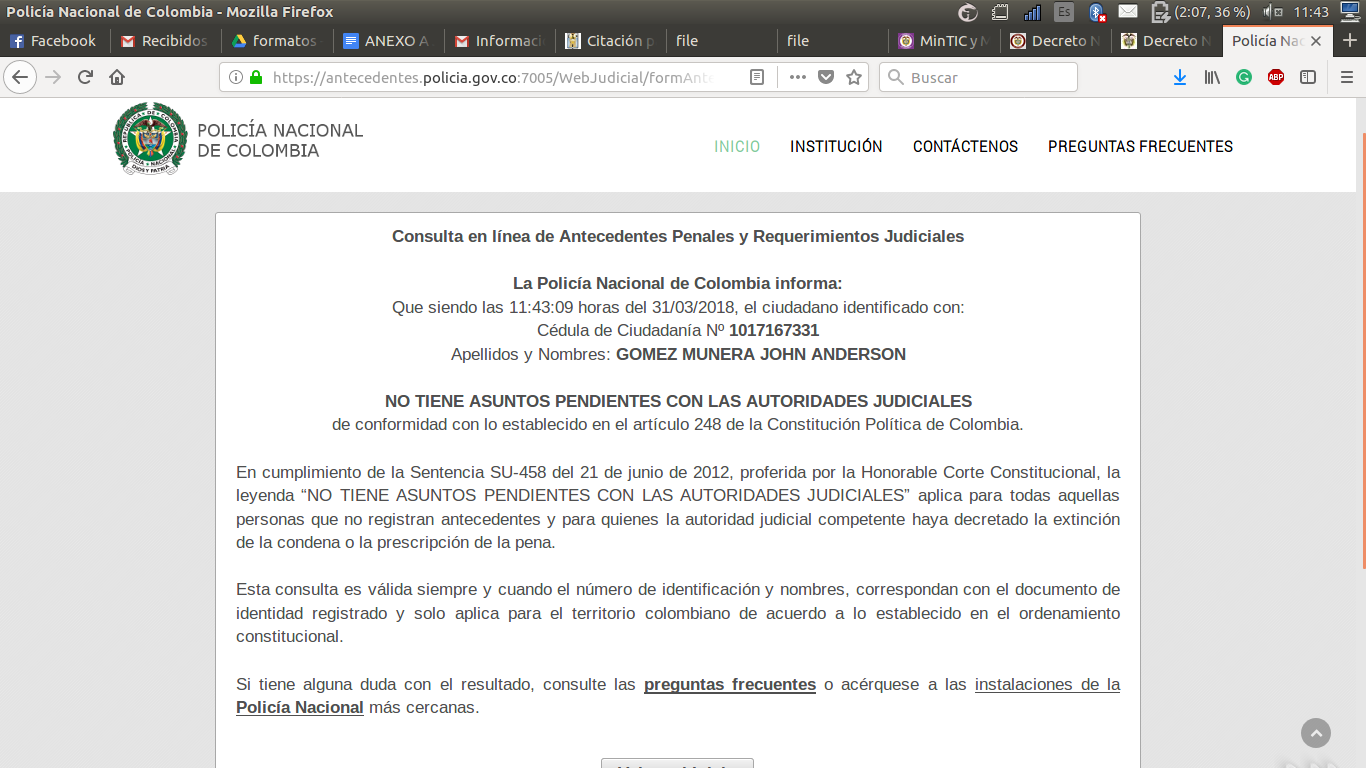 Policía Nacional de Colombia - Mozilla Firefox
Es (2:07, 36 %) 11:43
Facebook Recibidos formatos ANEXO A Informaci Citación p file file MinTIC y M Decreto N Decreto N Policía Nac
https://antecedentes.policia.gov.co:7005/WebJudicial/formAnte Buscar ABP
POLICÍA NACIONAL
DE COLOMBIA
INICIO INSTITUCIÓN CONTÁCTENOS PREGUNTAS FRECUENTES
Consulta en línea de Antecedentes Penales y Requerimientos Judiciales
La Policía Nacional de Colombia informa:
Que siendo las 11:43:09 horas del 31/03/2018, el ciudadano identificado con:
Cédula de Ciudadanía Nº 1017167331
Apellidos y Nombres: GOMEZ MUNERA JOHN ANDERSON
NO TIENE ASUNTOS PENDIENTES CON LAS AUTORIDADES JUDICIALES
de conformidad con lo establecido en el artículo 248 de la Constitución Política de Colombia.
En cumplimiento de la Sentencia SU-458 del 21 de junio de 2012, proferida por la Honorable Corte Constitucional, la
leyenda “NO TIENE ASUNTOS PENDIENTES CON LAS AUTORIDADES JUDICIALES” aplica para todas aquellas
personas que no registran antecedentes y para quienes la autoridad judicial competente haya decretado la extinción
de la condena o la prescripción de la pena.
Esta consulta es válida siempre y cuando el número de identificación y nombres, correspondan con el documento de
identidad registrado y solo aplica para el territorio colombiano de acuerdo a lo establecido en el ordenamiento
constitucional.
Si tiene alguna duda con el resultado, consulte las preguntas frecuentes o acérquese a las instalaciones de la
Policía Nacional más cercanas.